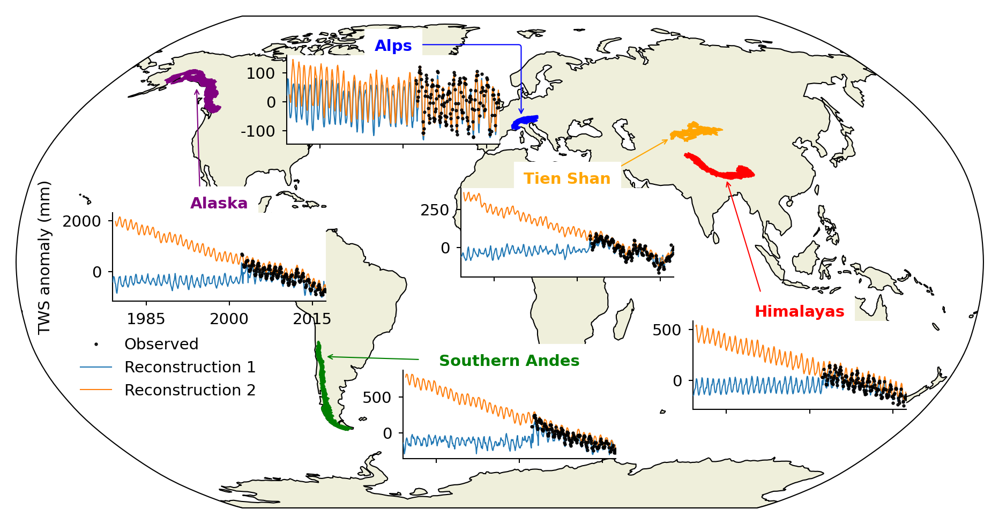 Alps
100
0
-100
Tien Shan
250
0
TWS anomaly (mm)
Alaska
2000
0
1985 2000 2015
Observed
Reconstruction 1
Reconstruction 2
Himalayas
500
0
Southern Andes
500
0